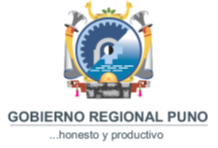 GOBIERNO REGIONAL PUNO
...honesto y productivo